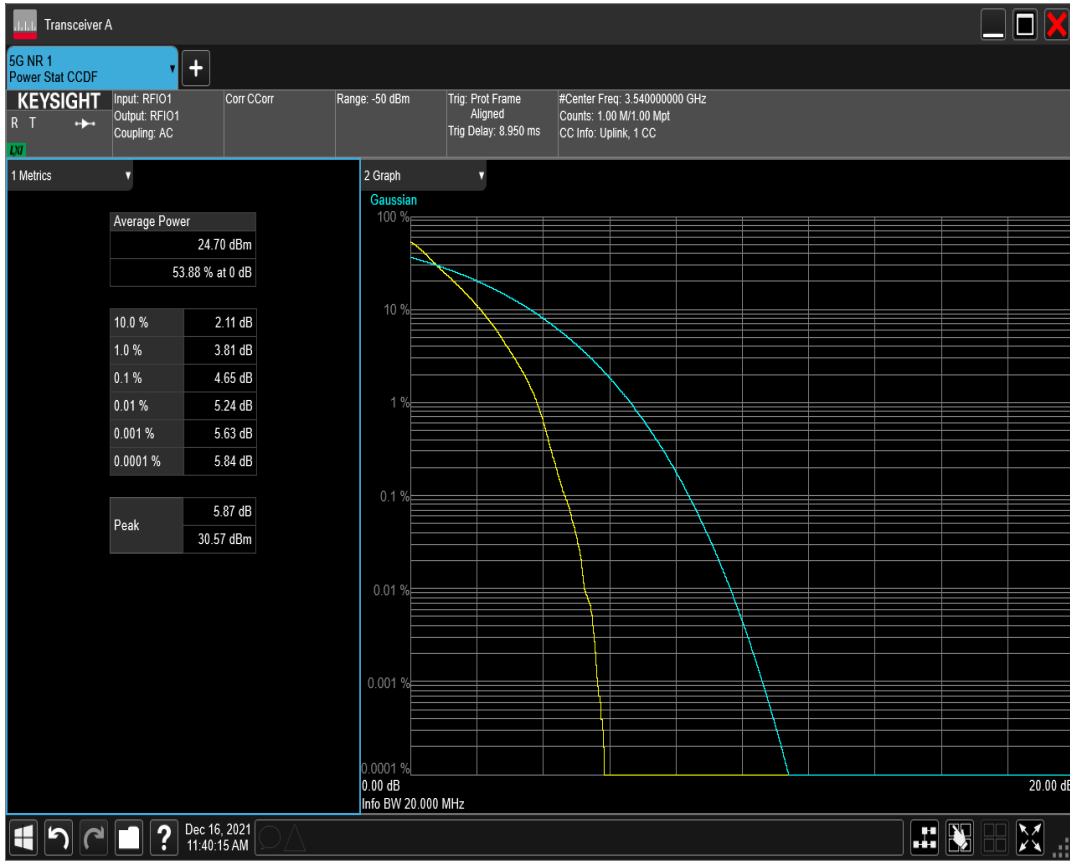 Transceiver A
5G NR 1
Power Stat CCDF
+
KEYSIGHT
R T
LXI
Input: RFIO1
Output: RFIO1
Coupling: AC
Corr CCorr
Range: -50 dBm
Trig: Prot Frame
Aligned
Trig Delay: 8.950 ms
#Center Freq: 3.540000000 GHz
Counts: 1.00 M/1.00 Mpt
CC Info: Uplink, 1 CC
1 Metrics
Average Power
24.70 dBm
53.88 % at 0 dB
10.0 % 2.11 dB
1.0 % 3.81 dB
0.1 % 4.65 dB
0.01 % 5.24 dB
0.001 % 5.63 dB
0.0001 % 5.84 dB
Peak
5.87 dB
30.57 dBm
2 Graph
Gaussian
100 %
10 %
1 %
0.1 %
0.01 %
0.001 %
0.0001 %
0.00 dB 20.00 dB
Info BW 20.000 MHz
?
Dec 16, 2021
11:40:15 AM